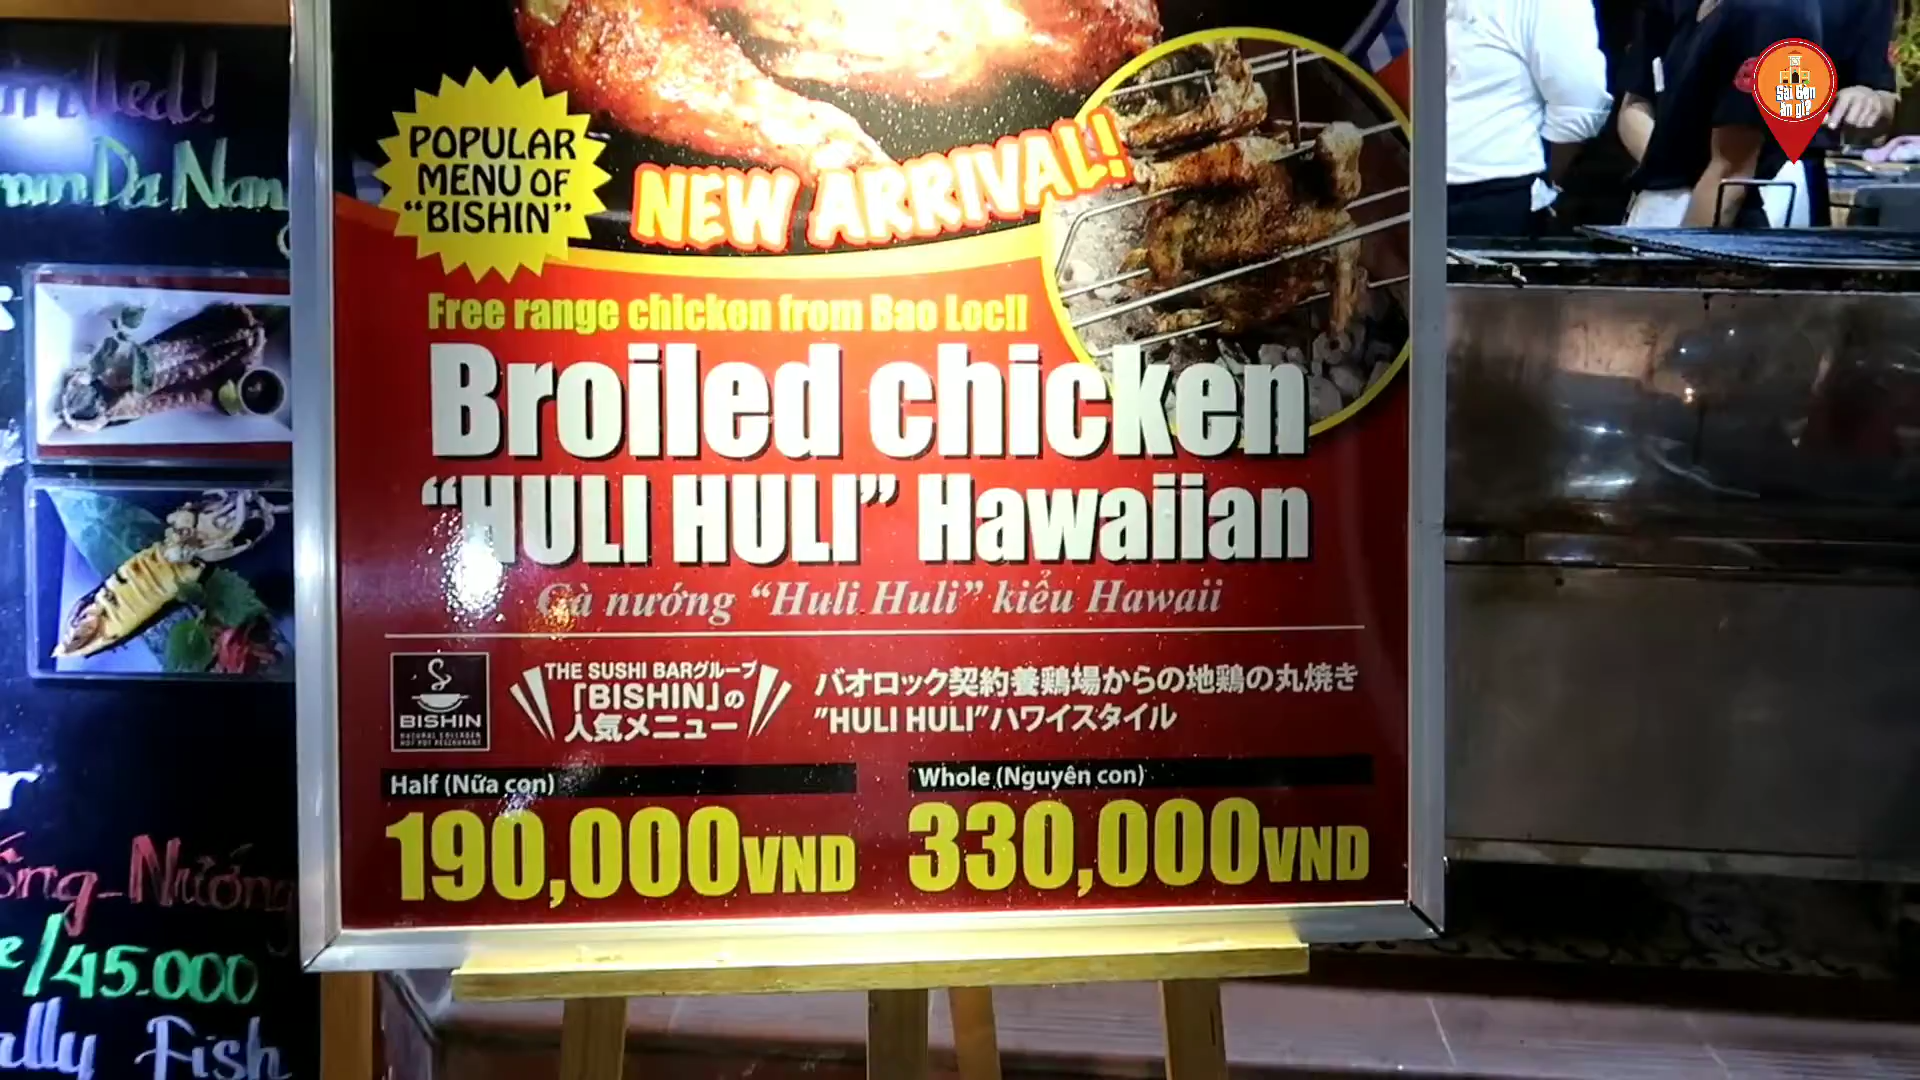 Da Nang
/45.000
Fish
POPULAR
MENU OF
“BISHIN”
NEW ARRIVAL!
Free range chicken from Bao Loc!!
Broiled chicken
“HULI HULI” Hawaiian
Gà nướng “Huli Huli” kiểu Hawaii
BISHIN
NATURAL COLLAGEN
HOT POT RESTAURANT
THE SUSHI BARグループ
「BISHIN」の
人気メニュー
バオロック契約養鶏場からの地鶏の丸焼き
"HULI HULI"ハワイスタイル
Half (Nữa con)
190,000VND
Whole (Nguyên con)
330,000VND
Sài Gòn
ăn gì?